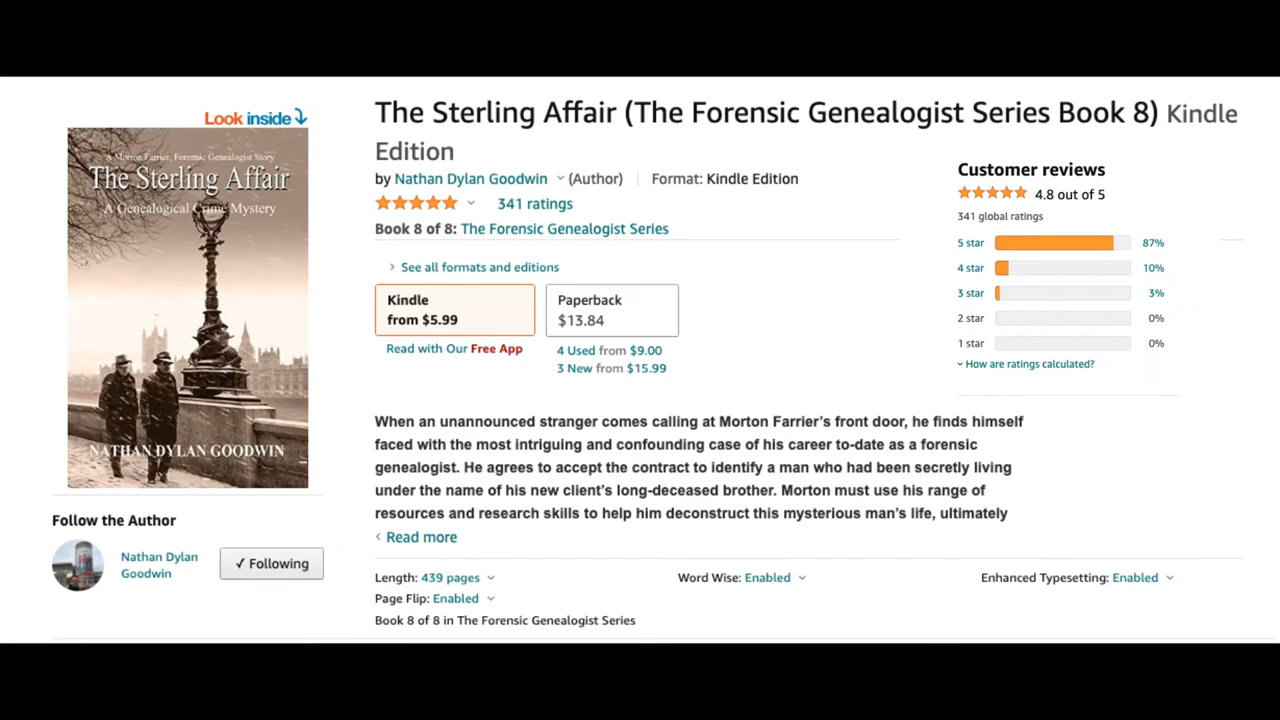 Look inside
A Morton Farrier, Forensic Genealogist Story
The Sterling Affair
A Genealogical Crime Mystery
NATHAN DYLAN GOODWIN
Follow the Author
Nathan Dylan
Goodwin
✓ Following
The Sterling Affair (The Forensic Genealogist Series Book 8) Kindle
Edition
by Nathan Dylan Goodwin (Author) Format: Kindle Edition
341 ratings
Book 8 of 8: The Forensic Genealogist Series
See all formats and editions
Kindle
from $5.99
Read with Our Free App
Paperback
$13.84
4 Used from $9.00
3 New from $15.99
Customer reviews
4.8 out of 5
341 global ratings
5 star 87%
4 star 10%
3 star 3%
2 star 0%
1 star 0%
How are ratings calculated?
When an unannounced stranger comes calling at Morton Farrier's front door, he finds himself
faced with the most intriguing and confounding case of his career to-date as a forensic
genealogist. He agrees to accept the contract to identify a man who had been secretly living
under the name of his new client's long-deceased brother. Morton must use his range of
resources and research skills to help him deconstruct this mysterious man's life, ultimately
Read more
Length: 439 pages Word Wise: Enabled Enhanced Typesetting: Enabled
Page Flip: Enabled
Book 8 of 8 in The Forensic Genealogist Series